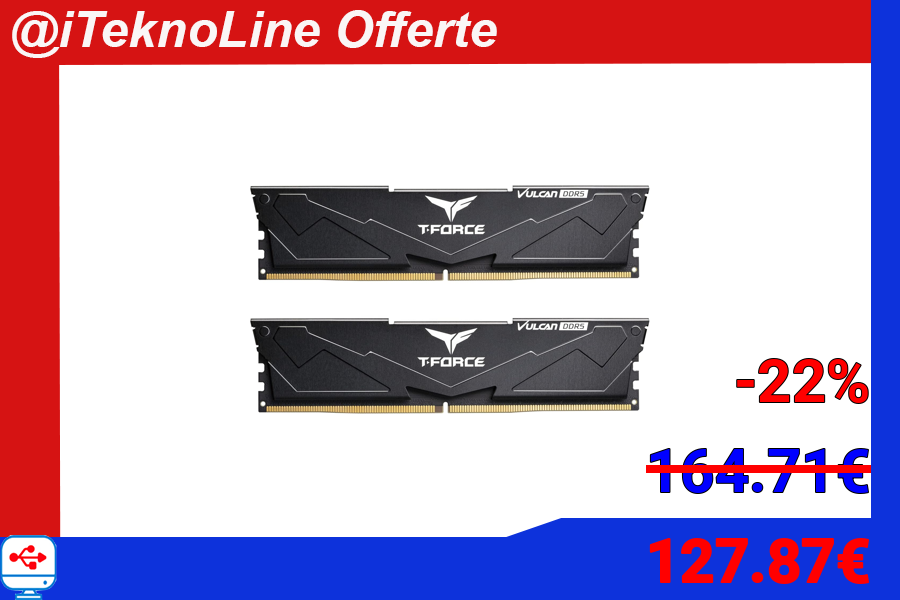 @iTeknoLine Offerte
VULCAN DDR5
T-FORCE
VULCAN DDR5
T-FORCE
-22%
164.71€
127.87€